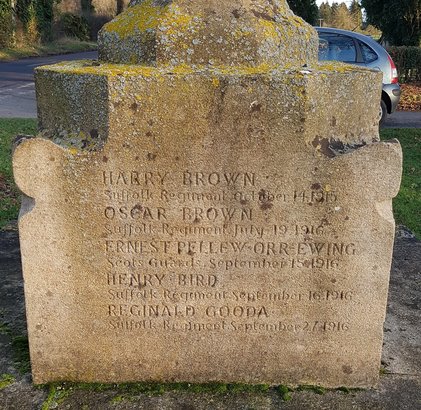 HARRY BROWN
Suffolk Regiment October 14, 1915
OSCAR BROWN
Suffolk Regiment July 19 1916
ERNEST PELLEW ORR-EWING
Scots Guards. September 15. 1916
HENRY BIRD
Suffolk Regiment September 16. 1916
REGINALD GOODA
Suffolk Regiment September 27. 1916